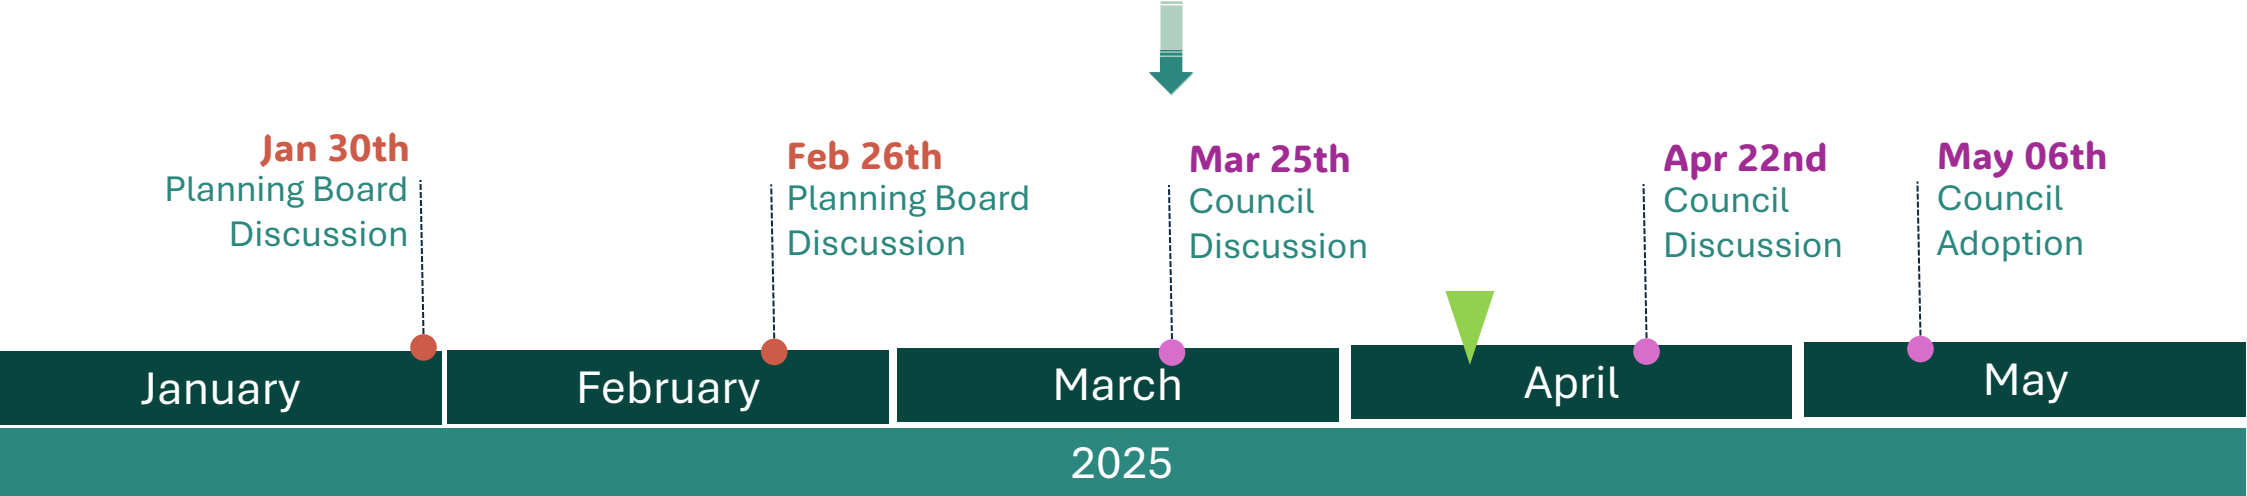 Jan 30th
Planning Board
Discussion
Feb 26th
Planning Board
Discussion
Mar 25th
Council
Discussion
Apr 22nd
Council
Discussion
May 06th
Council
Adoption
January
February
March
April
May
2025